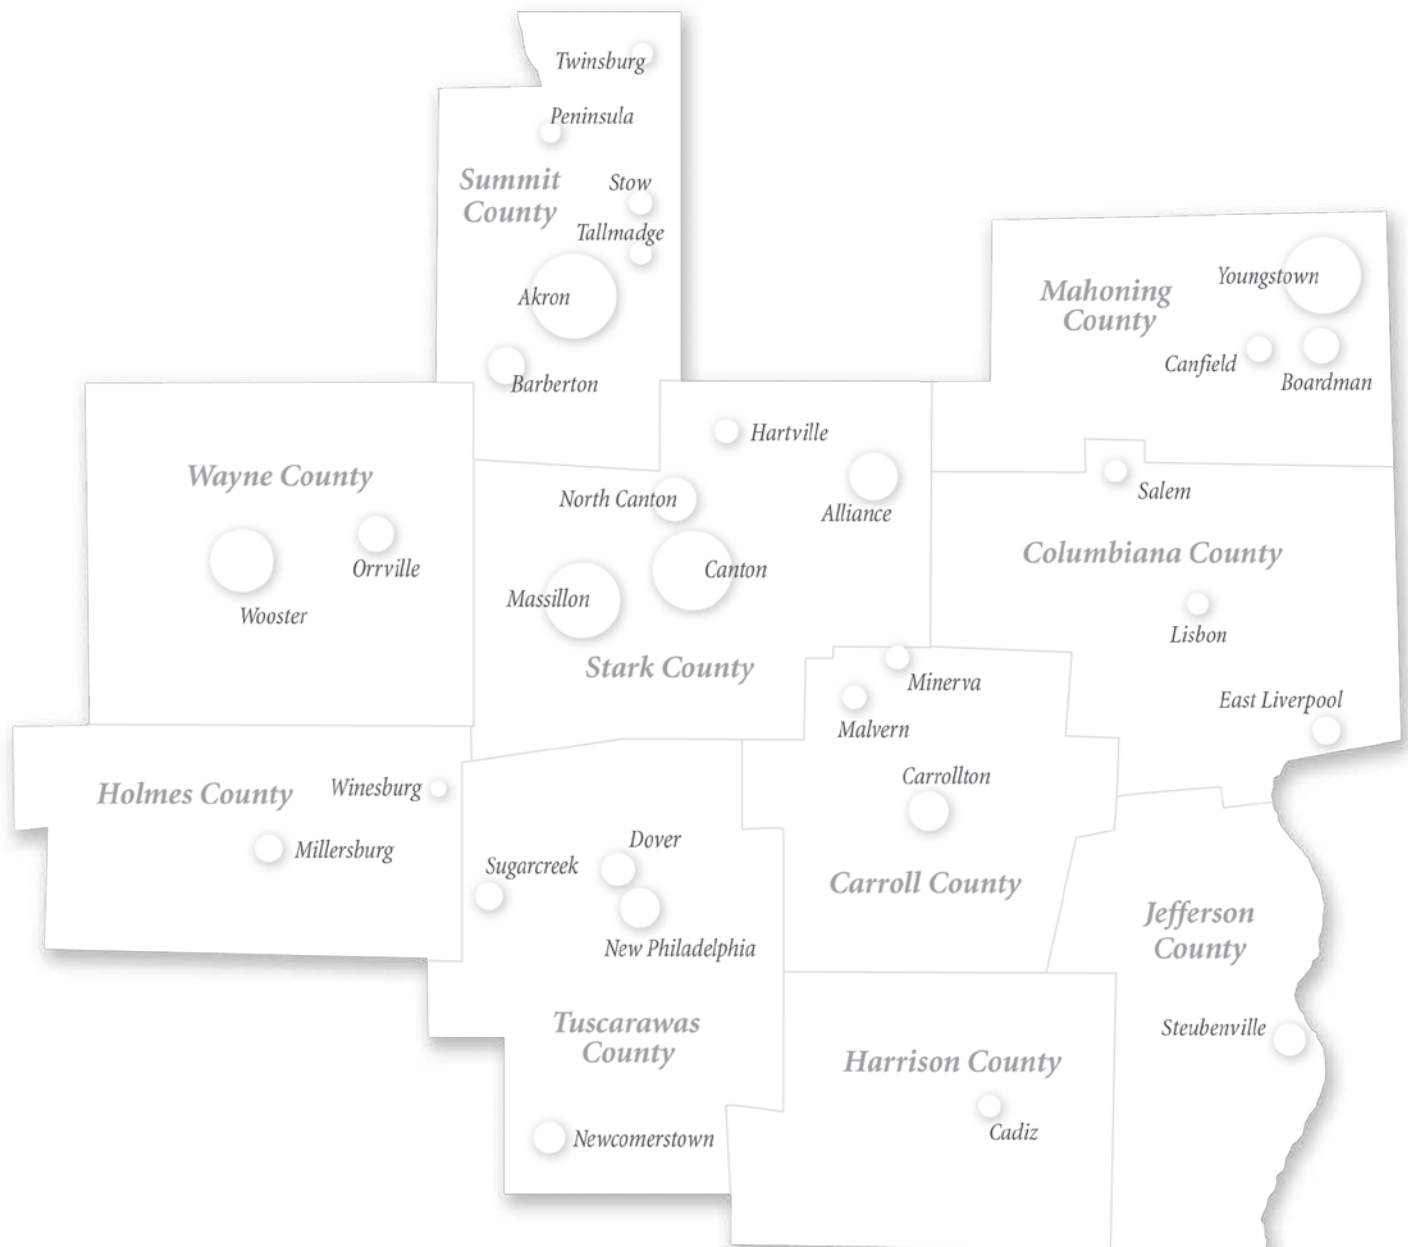 Twinsburg
Peninsula
Summit
County
Stow
Tallmadge
Akron
Barberton
Mahoning
County
Youngstown
Canfield
Boardman
Wayne County
Wooster
Orrville
Hartville
North Canton
Alliance
Canton
Massillon
Stark County
Salem
Columbiana County
Lisbon
East Liverpool
Minerva
Malvern
Carrollton
Carroll County
Holmes County
Winesburg
Millersburg
Dover
Sugarcreek
New Philadelphia
Tuscarawas
County
Newcomerstown
Jefferson
County
Steubenville
Harrison County
Cadiz